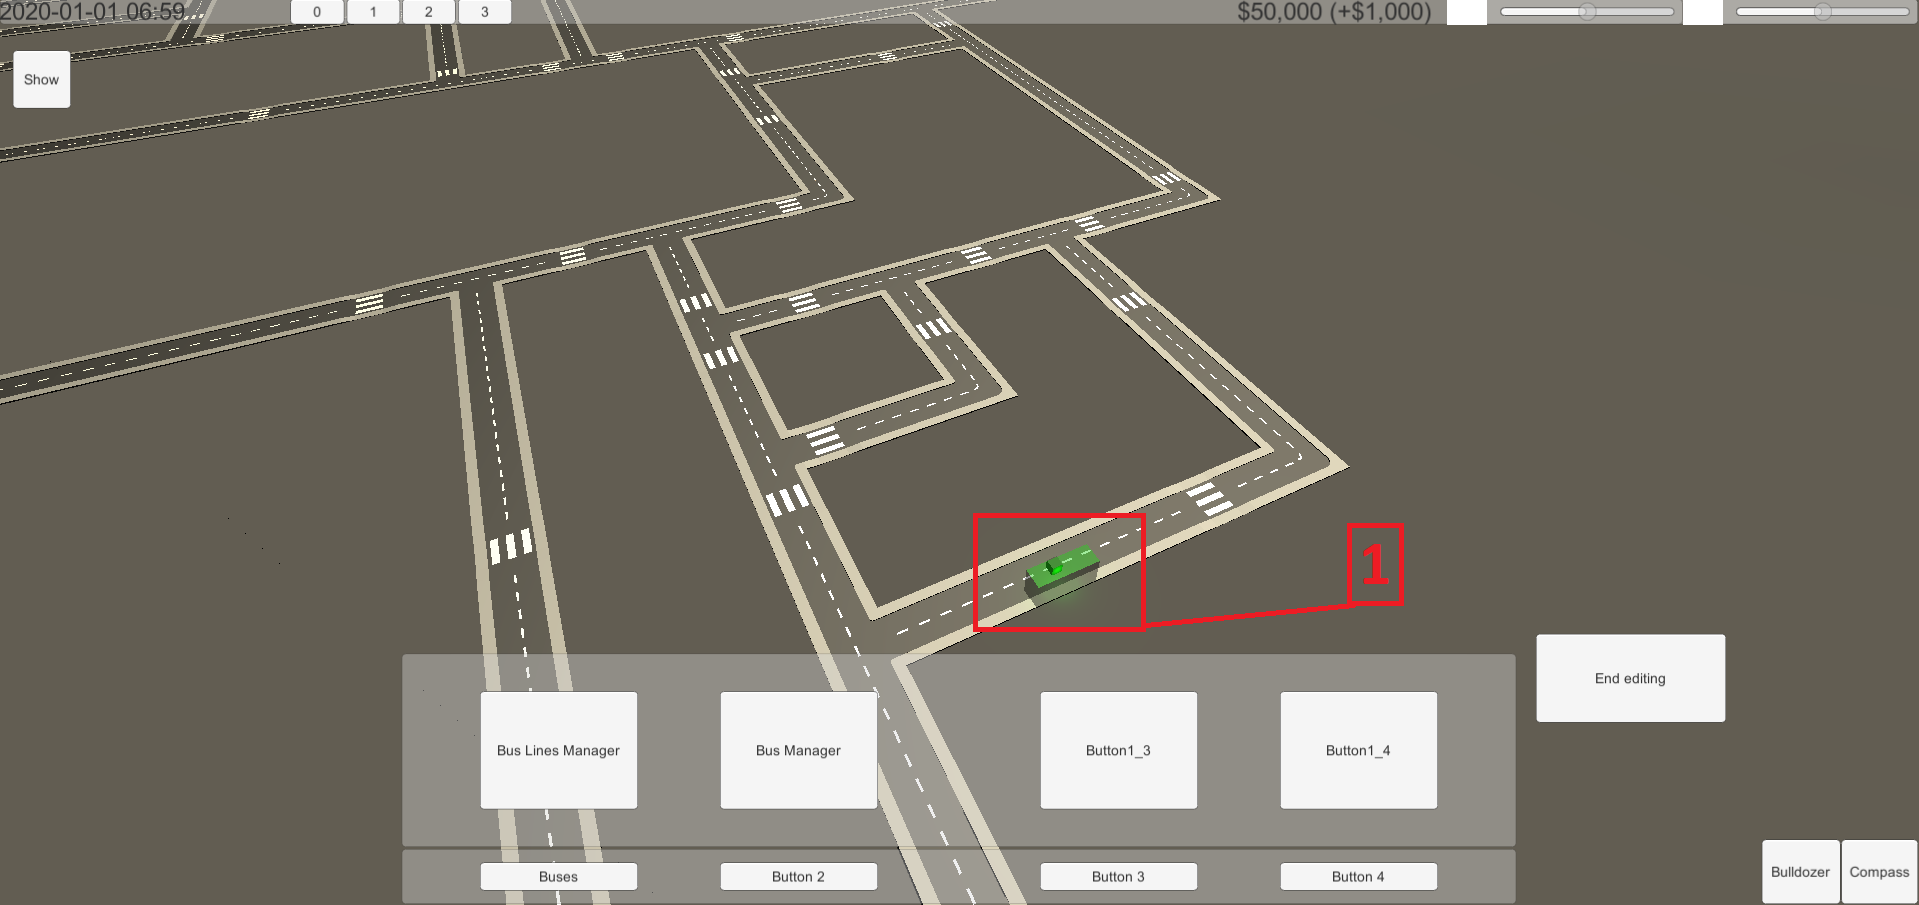 2020-01-01 06:59
0
1
2
3
$50,000 (+$1,000)
Show
1
End editing
Bus Lines Manager
Bus Manager
Button1_3
Button1_4
Buses
Button 2
Button 3
Button 4
Bulldozer
Compass